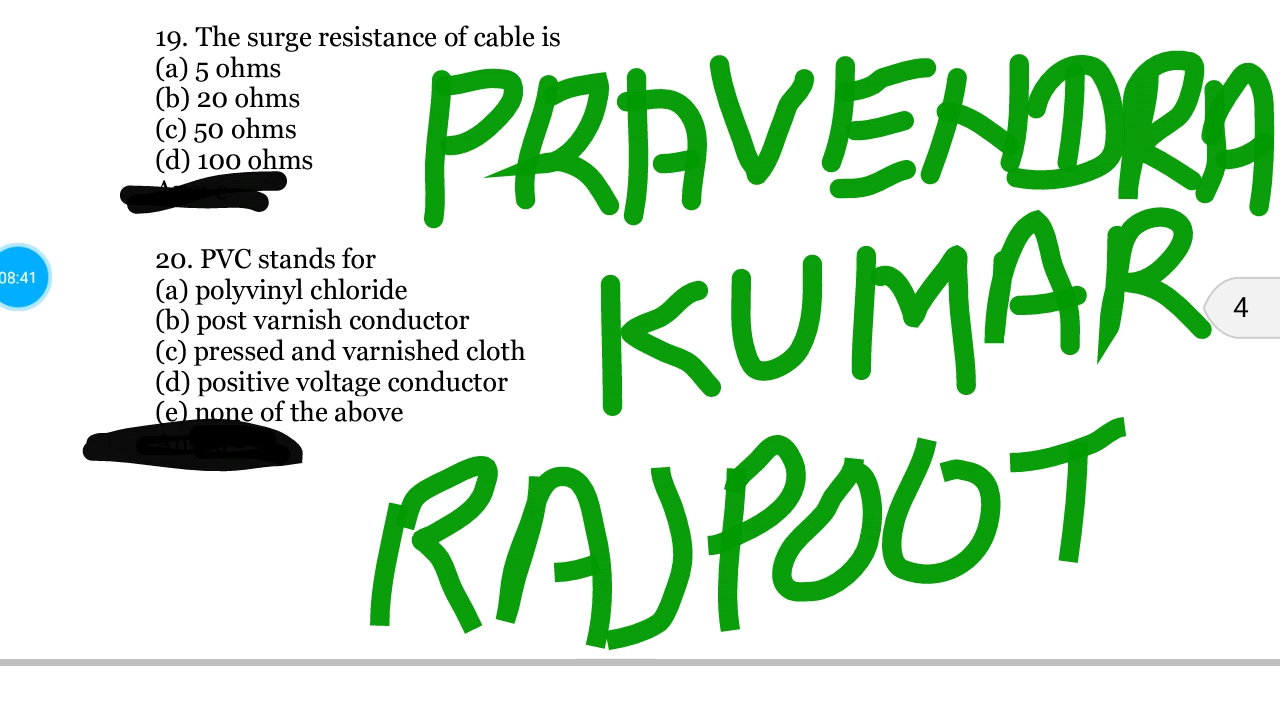 19. The surge resistance of cable is
(a) 5 ohms
(b) 20 ohms
(c) 50 ohms
(d) 100 ohms
20. PVC stands for
(a) polyvinyl chloride
(b) post varnish conductor
(c) pressed and varnished cloth
(d) positive voltage conductor
(e) none of the above
PRAVENDRA
KUMAR
RAJPOOT
08:41
4